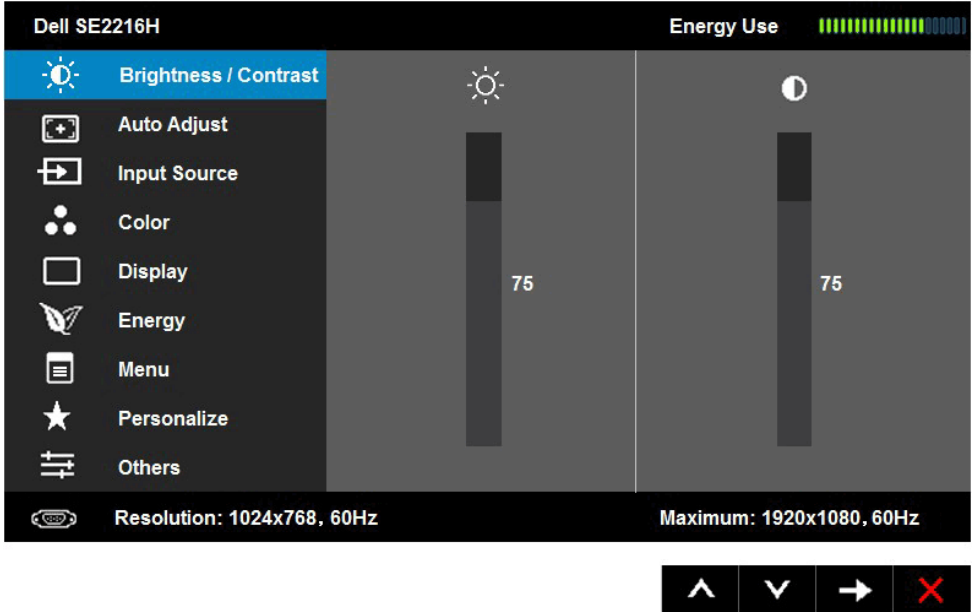 Dell SE2216H Energy Use
Brightness / Contrast
Auto Adjust
Input Source
Color
Display
75 75
Energy
Menu
Personalize
Others
Resolution: 1024x768, 60Hz Maximum: 1920x1080, 60Hz